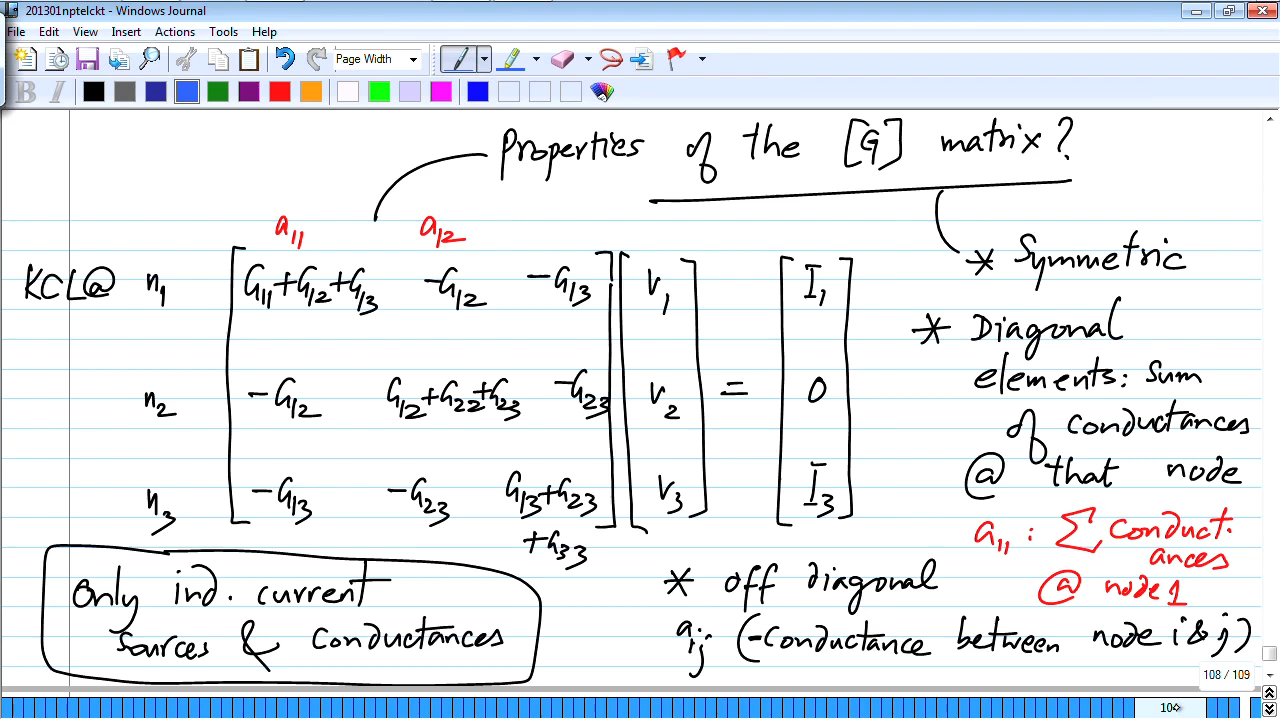 201301nptelckt - Windows Journal
File Edit View Insert Actions Tools Help
Page Width
B I
Properties of the [G] matrix?
a11 a12
* Symmetric
KCL@ n1 G11+G12+G13 -G12 -G13 V1 I1
* Diagonal
elements: sum
n2 -G12 G12+G22+G23 -G23 V2 = 0
of conductances
@ that node
n3 -G13 -G23 G13+G23 V3 I3
+G33
a11 : ∑ Conduct-
ances
@ node 1
Only ind. current
sources & conductances
* off diagonal
aij (-Conductance between node i & j)
108 / 109